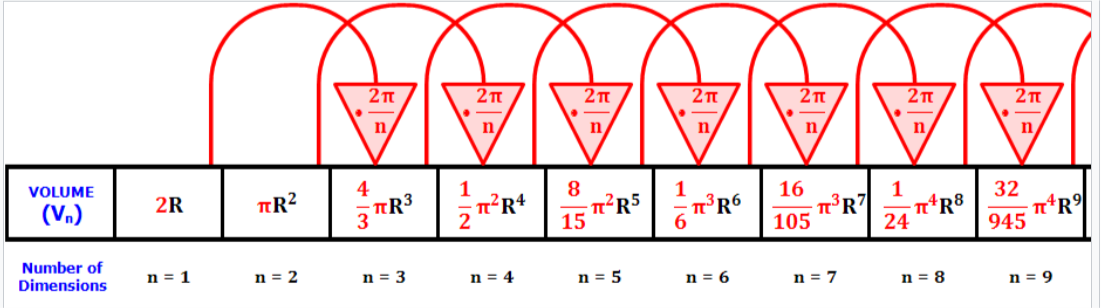 · 2π/n · 2π/n · 2π/n · 2π/n · 2π/n · 2π/n · 2π/n
VOLUME (Vₙ) 2R πR² 4/3 πR³ 1/2 π²R⁴ 8/15 π²R⁵ 1/6 π³R⁶ 16/105 π³R⁷ 1/24 π⁴R⁸ 32/945 π⁴R⁹
Number of Dimensions n = 1 n = 2 n = 3 n = 4 n = 5 n = 6 n = 7 n = 8 n = 9